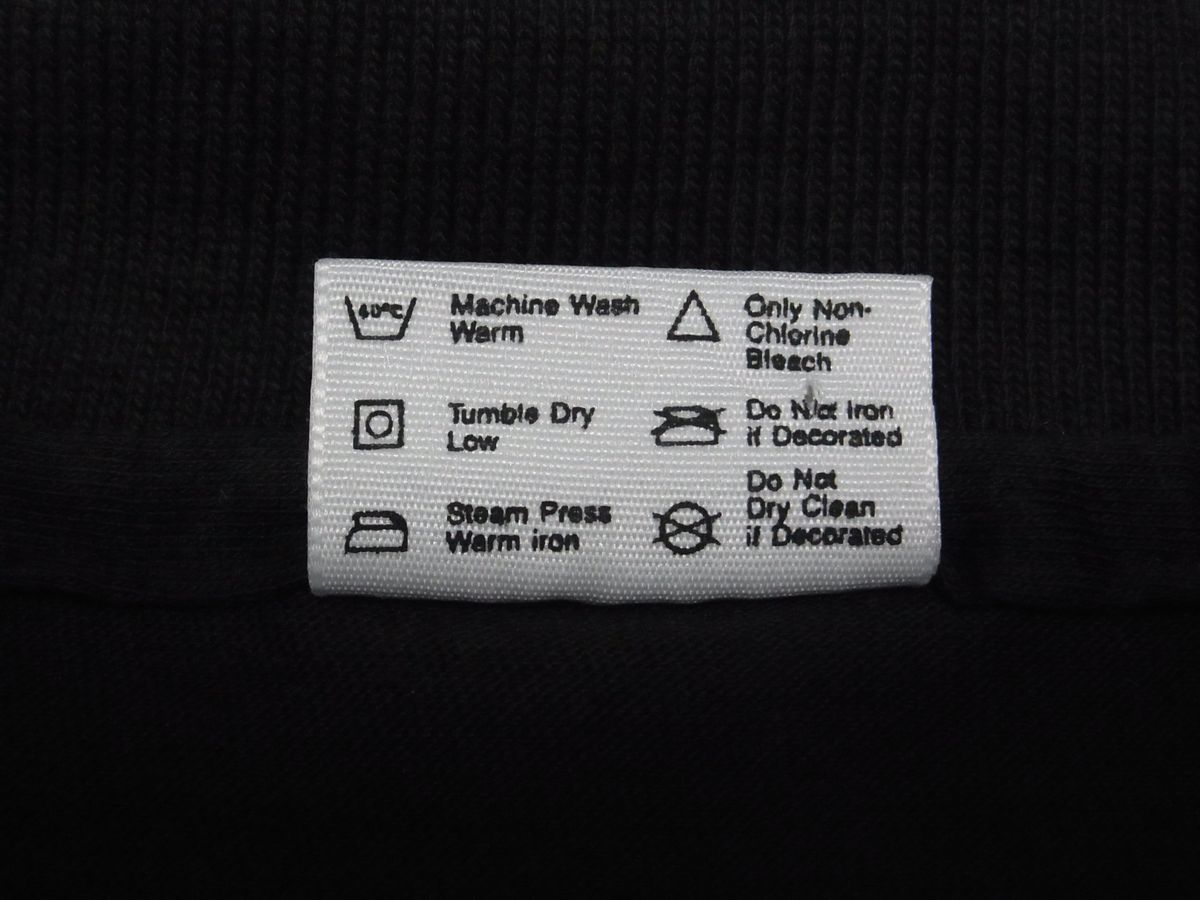 40°C
Machine Wash
Warm
Only Non-
Chlorine
Bleach
Tumble Dry
Low
Do Not Iron
if Decorated
Steam Press
Warm iron
Do Not
Dry Clean
if Decorated